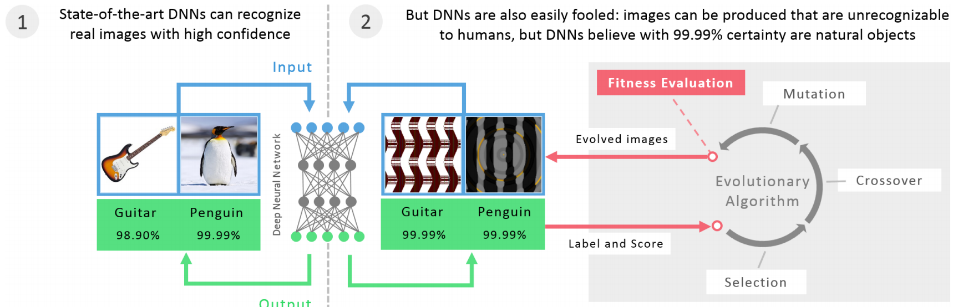 1
State-of-the-art DNNs can recognize
real images with high confidence
2
But DNNs are also easily fooled: images can be produced that are unrecognizable
to humans, but DNNs believe with 99.99% certainty are natural objects
Input
Deep Neural Network
Guitar Penguin
98.90% 99.99%
Output
Guitar Penguin
99.99% 99.99%
Evolved images
Label and Score
Fitness Evaluation
Mutation
Crossover
Evolutionary
Algorithm
Selection